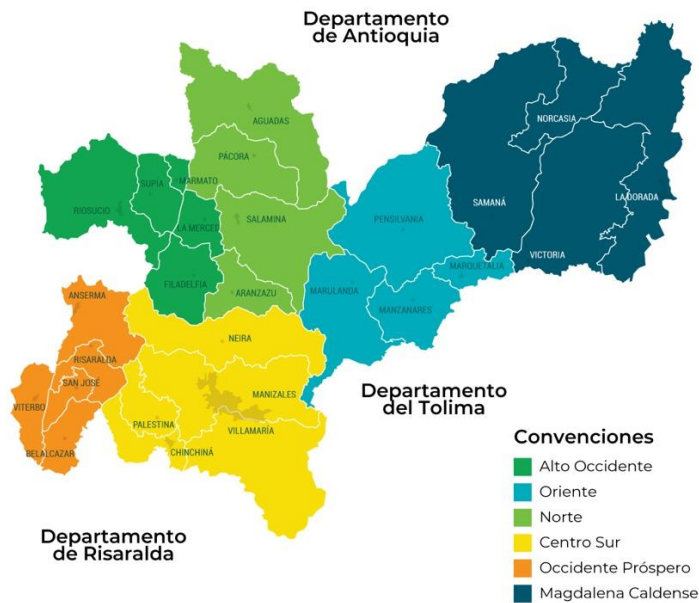 Departamento
de Antioquia
NORCASIA
AGUADAS
PÁCORA
SUPÍA
MARMATO
RIOSUCIO
LA DORADA
SAMANÁ
LA MERCED
SALAMINA
PENSILVANIA
VICTORIA
MARQUETALIA
FILADELFIA
ARANZAZU
MARULANDA
ANSERMA
MANZANARES
NEIRA
RISARALDA
SAN JOSÉ
MANIZALES
VITERBO
PALESTINA
VILLAMARÍA
BELALCAZAR
CHINCHINÁ
Departamento
del Tolima
Departamento
de Risaralda
Convenciones
Alto Occidente
Oriente
Norte
Centro Sur
Occidente Próspero
Magdalena Caldense